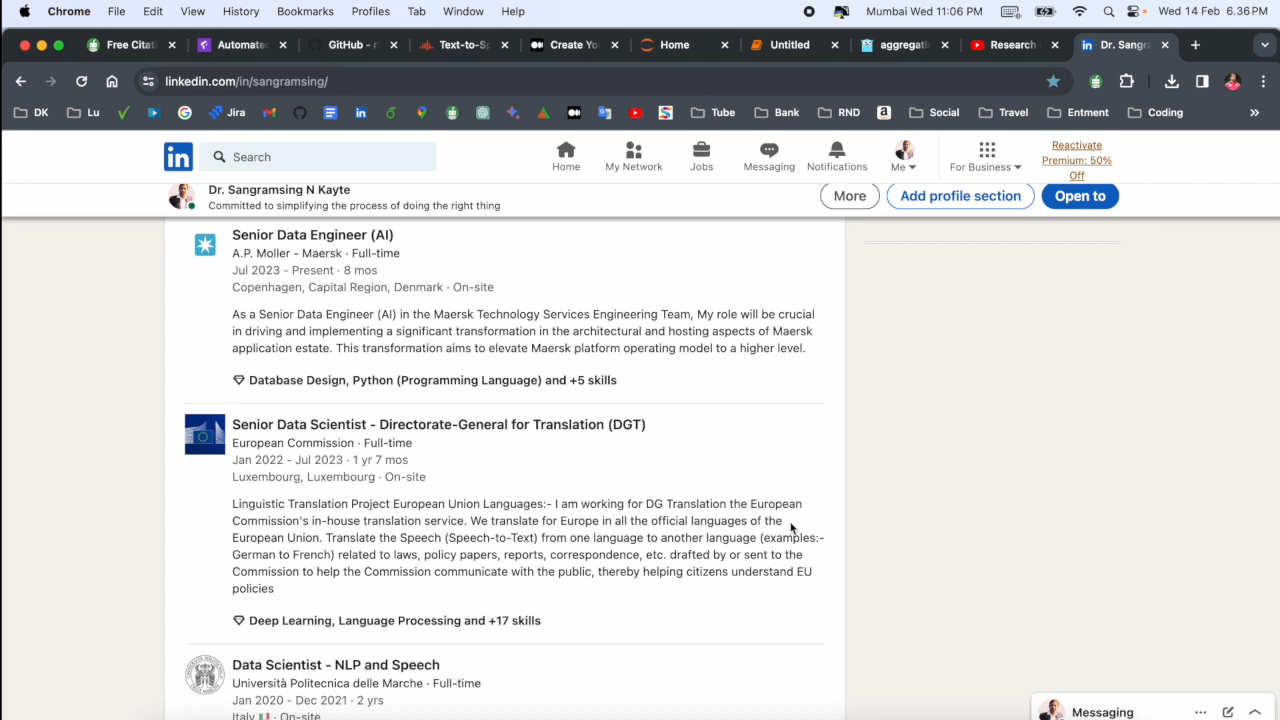 Chrome File Edit View History Bookmarks Profiles Tab Window Help Mumbai Wed 11:06 PM Wed 14 Feb 6.36 PM
Free Citati Automate GitHub - r Text-to-Sp Create You Home Untitled aggregatio Research Dr. Sangra
linkedin.com/in/sangramsing/
DK Lu Jira Tube Bank RND Social Travel Entment Coding
in Search Home My Network Jobs Messaging Notifications Me For Business Reactivate
Premium: 50%
Off
Dr. Sangramsing N Kayte
Committed to simplifying the process of doing the right thing
More Add profile section Open to
Senior Data Engineer (AI)
A.P. Moller - Maersk · Full-time
Jul 2023 - Present · 8 mos
Copenhagen, Capital Region, Denmark · On-site
As a Senior Data Engineer (AI) in the Maersk Technology Services Engineering Team, My role will be crucial
in driving and implementing a significant transformation in the architectural and hosting aspects of Maersk
application estate. This transformation aims to elevate Maersk platform operating model to a higher level.
Database Design, Python (Programming Language) and +5 skills
Senior Data Scientist - Directorate-General for Translation (DGT)
European Commission · Full-time
Jan 2022 - Jul 2023 · 1 yr 7 mos
Luxembourg, Luxembourg · On-site
Linguistic Translation Project European Union Languages:- I am working for DG Translation the European
Commission's in-house translation service. We translate for Europe in all the official languages of the
European Union. Translate the Speech (Speech-to-Text) from one language to another language (examples:-
German to French) related to laws, policy papers, reports, correspondence, etc. drafted by or sent to the
Commission to help the Commission communicate with the public, thereby helping citizens understand EU
policies
Deep Learning, Language Processing and +17 skills
Data Scientist - NLP and Speech
Università Politecnica delle Marche · Full-time
Jan 2020 - Dec 2021 · 2 yrs
Italy · On-site
Messaging